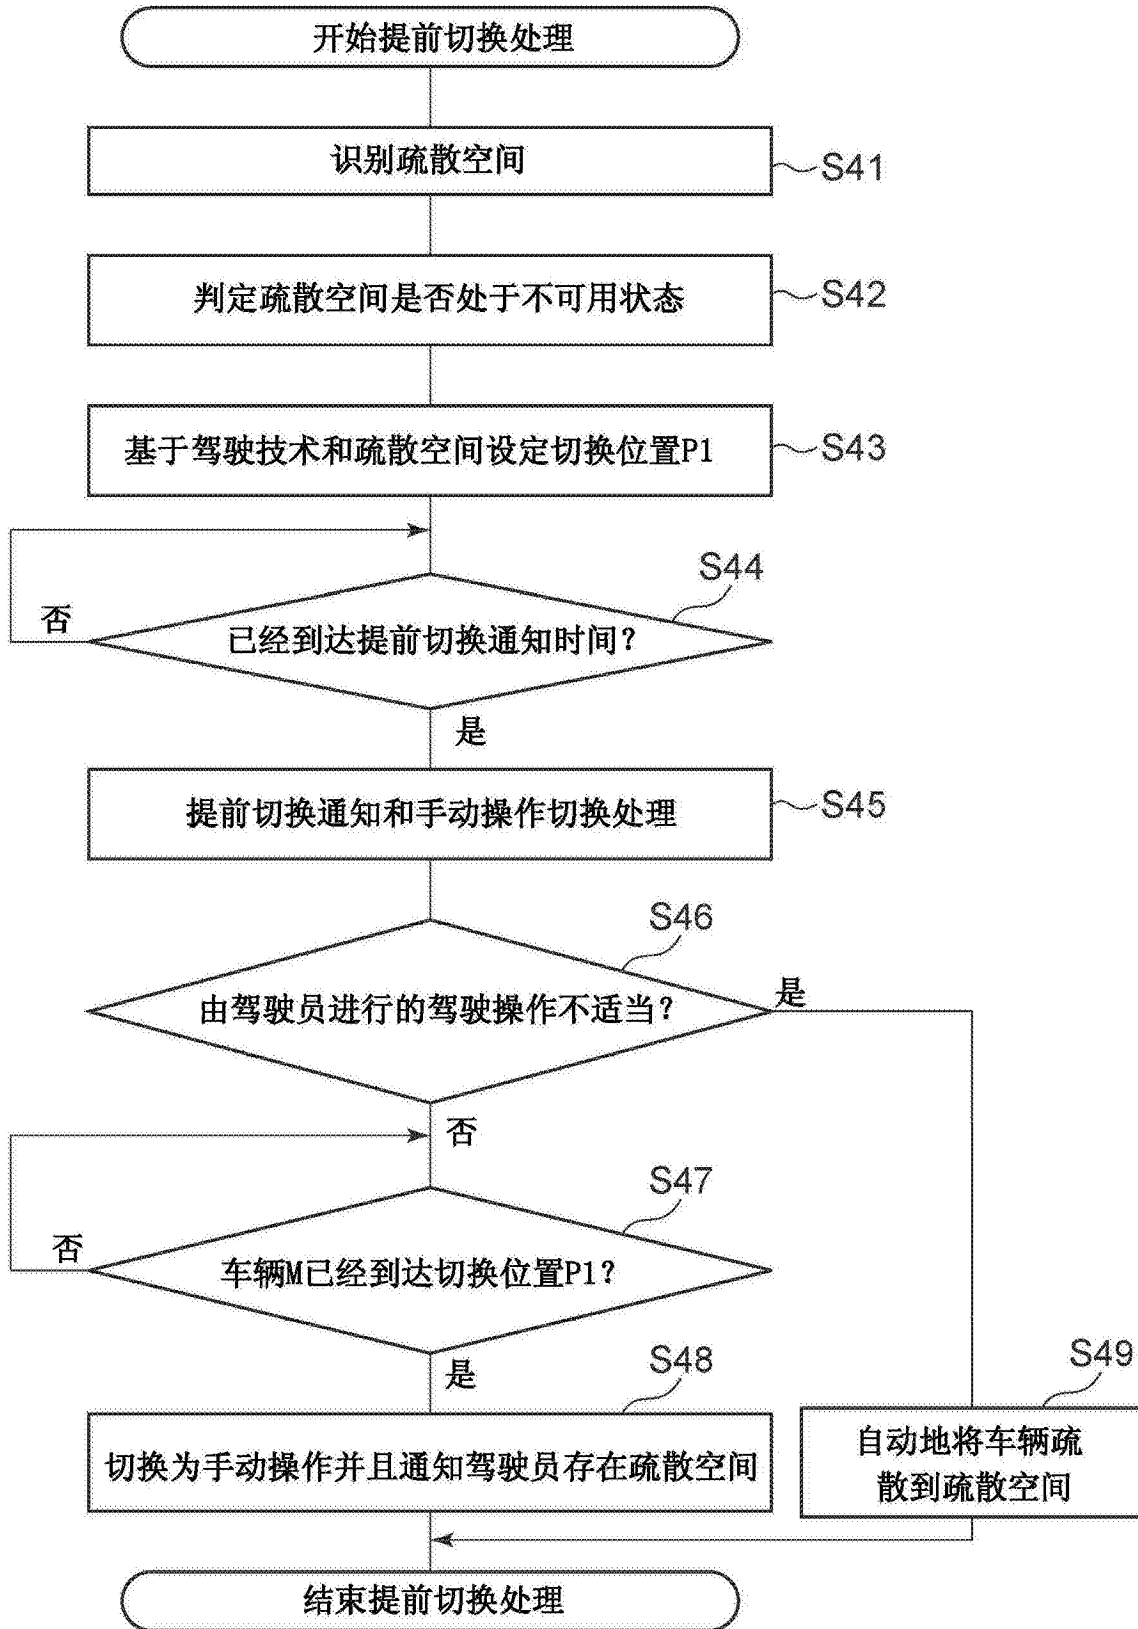 开始提前切换处理
识别疏散空间
S41
判定疏散空间是否处于不可用状态
S42
基于驾驶技术和疏散空间设定切换位置P1
S43
S44
否
已经到达提前切换通知时间？
是
提前切换通知和手动操作切换处理
S45
S46
由驾驶员进行的驾驶操作不适当？
是
否
S47
否
车辆M已经到达切换位置P1？
是
S48
S49
切换为手动操作并且通知驾驶员存在疏散空间
自动地将车辆疏
散到疏散空间
结束提前切换处理